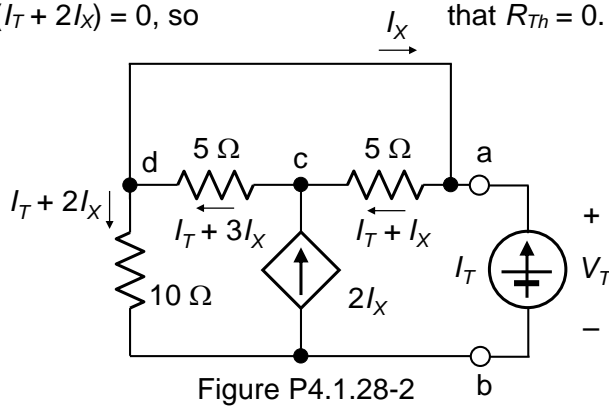 (I_T + 2I_X) = 0, so that R_Th = 0.
I_X
d 5 Ω c 5 Ω a
I_T + 2I_X
I_T + 3I_X I_T + I_X
+
I_T V_T
10 Ω 2I_X
–
b
Figure P4.1.28-2